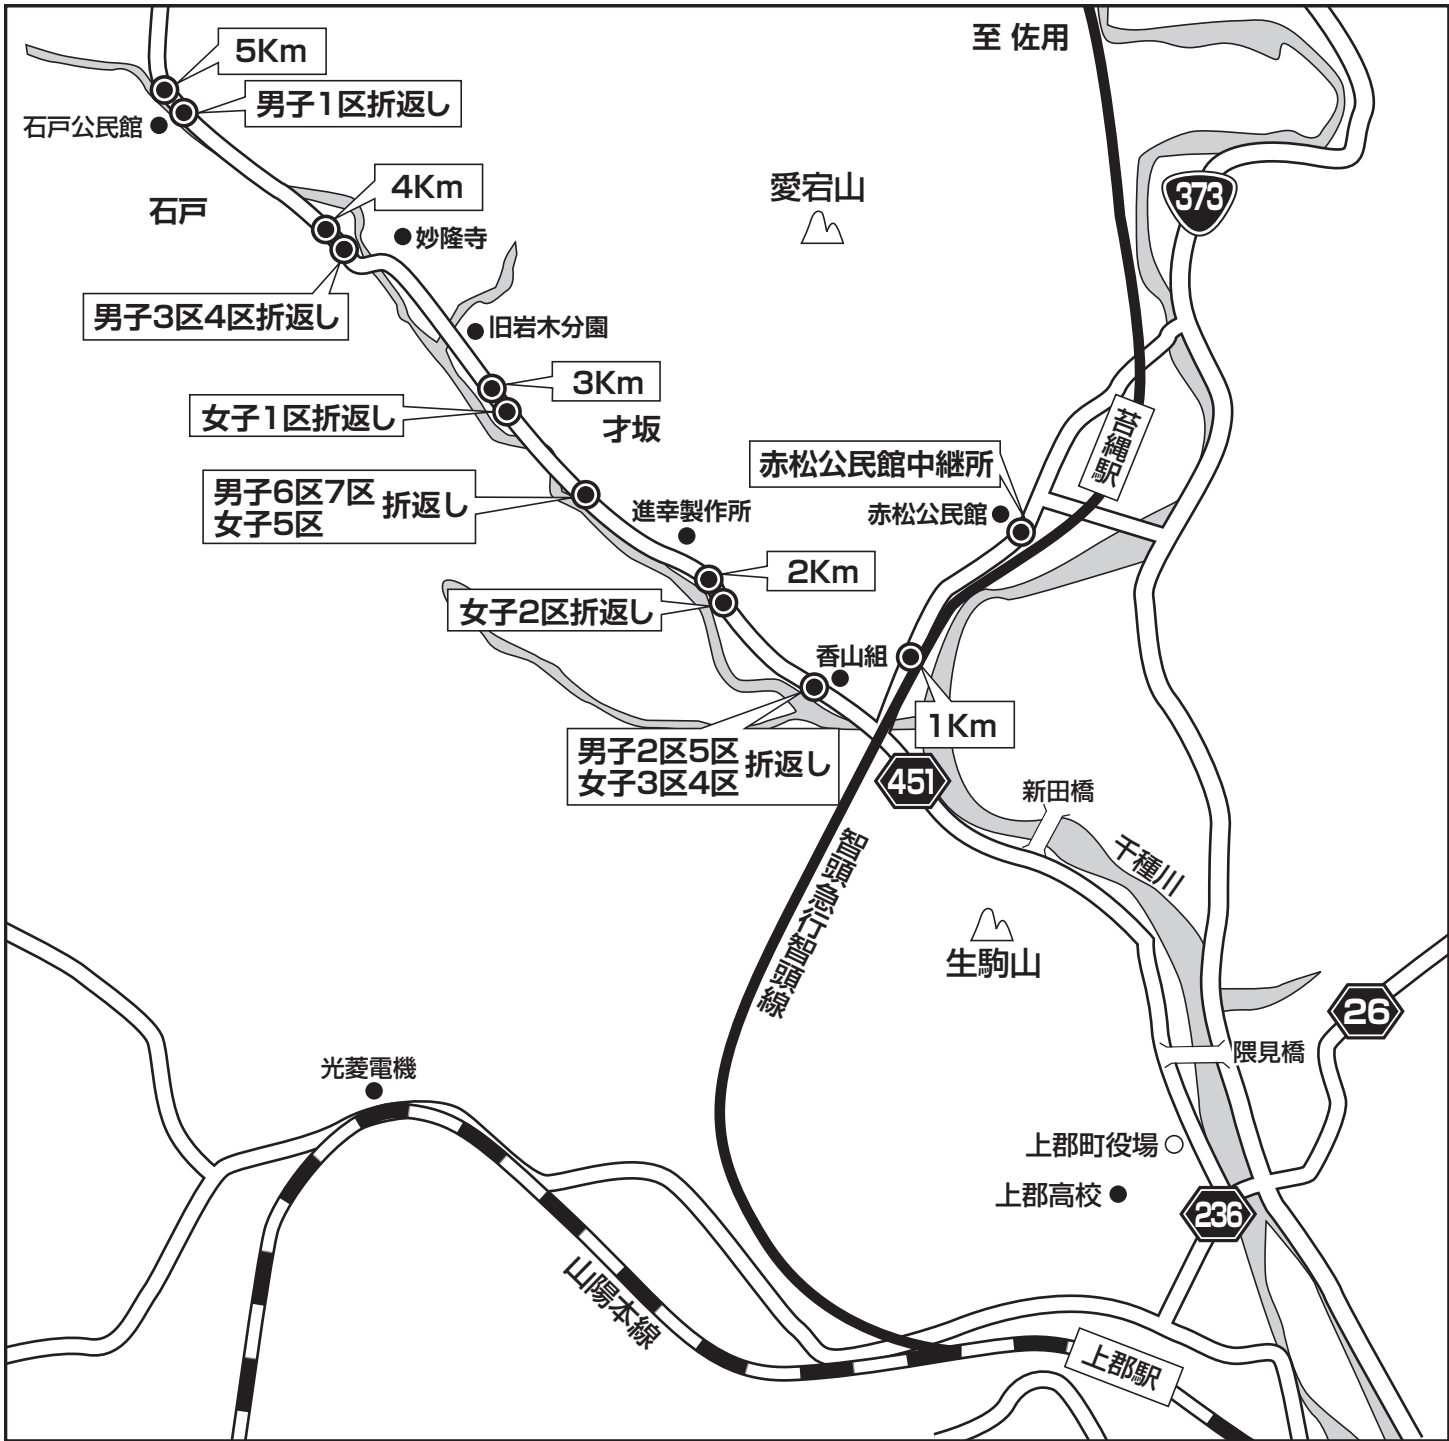 至 佐用
5Km
男子1区折返し
石戸公民館
373
4Km
愛宕山
石戸
妙隆寺
男子3区4区折返し
旧岩木分園
3Km
女子1区折返し
才坂
苔縄駅
赤松公民館中継所
男子6区7区
女子5区
折返し
進幸製作所
赤松公民館
2Km
女子2区折返し
香山組
1Km
男子2区5区
女子3区4区
折返し
451
新田橋
千種川
智頭急行智頭線
生駒山
26
隈見橋
光菱電機
上郡町役場
上郡高校
236
山陽本線
上郡駅